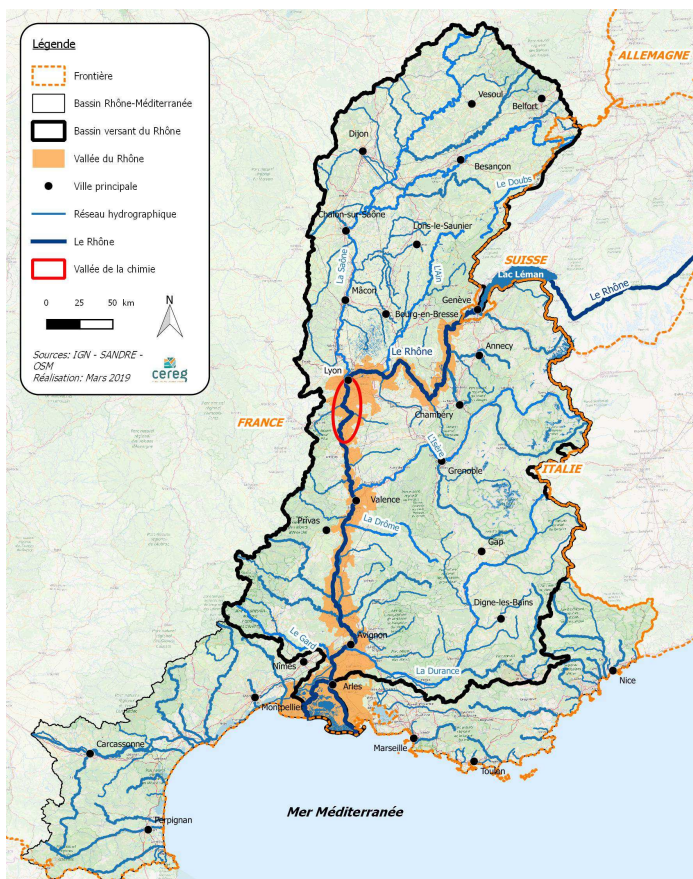 Légende
Frontière
Bassin Rhône-Méditerranée
Bassin versant du Rhône
Vallée du Rhône
Ville principale
Réseau hydrographique
Le Rhône
Vallée de la chimie
0 25 50 km
N
Sources: IGN - SANDRE -
OSM
Réalisation: Mars 2019
cereg
ALLEMAGNE
Vesoul
Belfort
Dijon
Besançon
Le Doubs
Chalon-sur-Saône
Lons-le-Saunier
SUISSE
Lac Léman
La Saône
L'Ain
Le Rhône
Mâcon
Genève
Bourg-en-Bresse
Le Rhône
Annecy
Lyon
Chambéry
FRANCE
L'Isère
Grenoble
ITALIE
Valence
La Drôme
Privas
Gap
Digne-les-Bains
Le Gard
Avignon
Nîmes
La Durance
Nice
Arles
Montpellier
Marseille
Carcassonne
Toulon
Mer Méditerranée
Perpignan